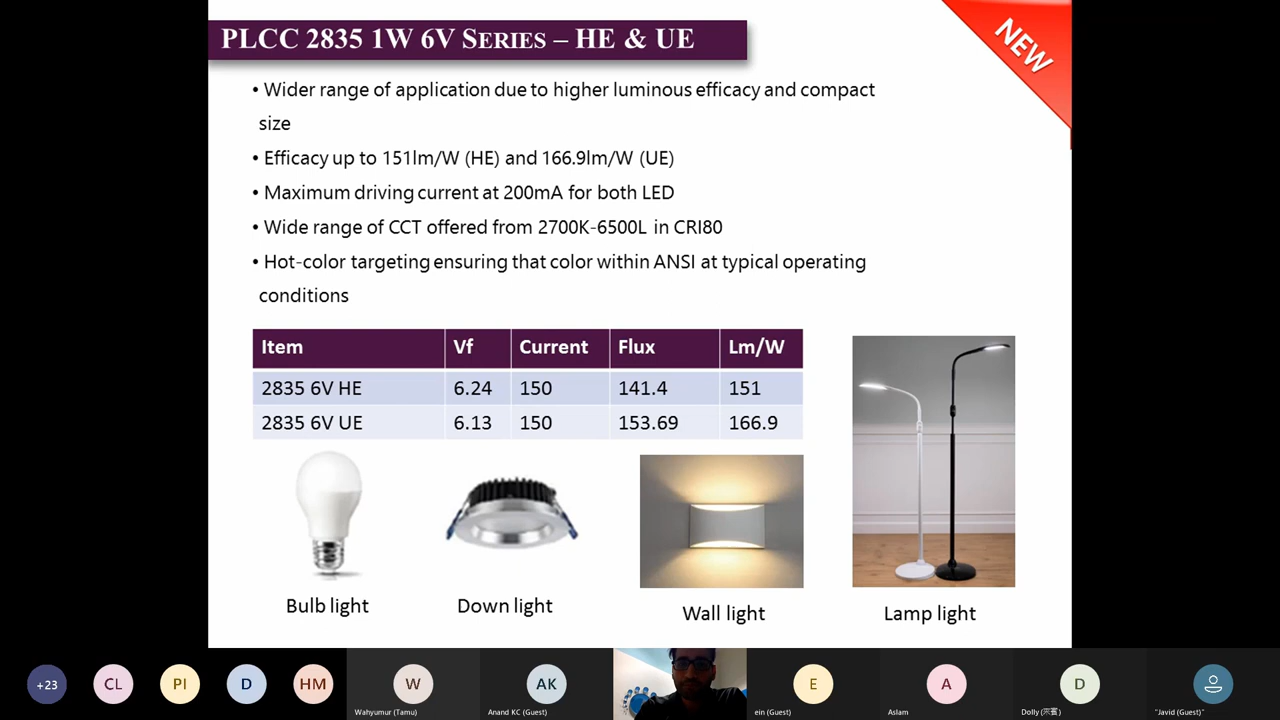 PLCC 2835 1W 6V SERIES – HE & UE
NEW
• Wider range of application due to higher luminous efficacy and compact
size
• Efficacy up to 151lm/W (HE) and 166.9lm/W (UE)
• Maximum driving current at 200mA for both LED
• Wide range of CCT offered from 2700K-6500L in CRI80
• Hot-color targeting ensuring that color within ANSI at typical operating
conditions
Item Vf Current Flux Lm/W
2835 6V HE 6.24 150 141.4 151
2835 6V UE 6.13 150 153.69 166.9
Bulb light
Down light
Wall light
Lamp light
+23 CL PI D HM W AK E A D
Wahyumur (Tamu) Anand KC (Guest) ein (Guest) Aslam Dolly (宗賓) "Javid (Guest)"